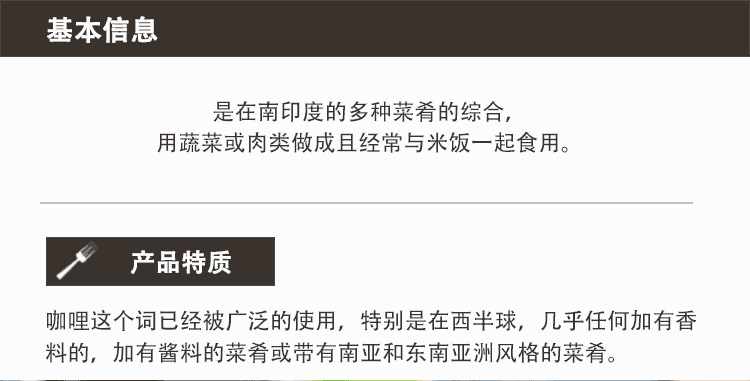 基本信息
是在南印度的多种菜肴的综合,
用蔬菜或肉类做成且经常与米饭一起食用。
产品特质
咖哩这个词已经被广泛的使用，特别是在西半球，几乎任何加有香
料的，加有酱料的菜肴或带有南亚和东南亚洲风格的菜肴。